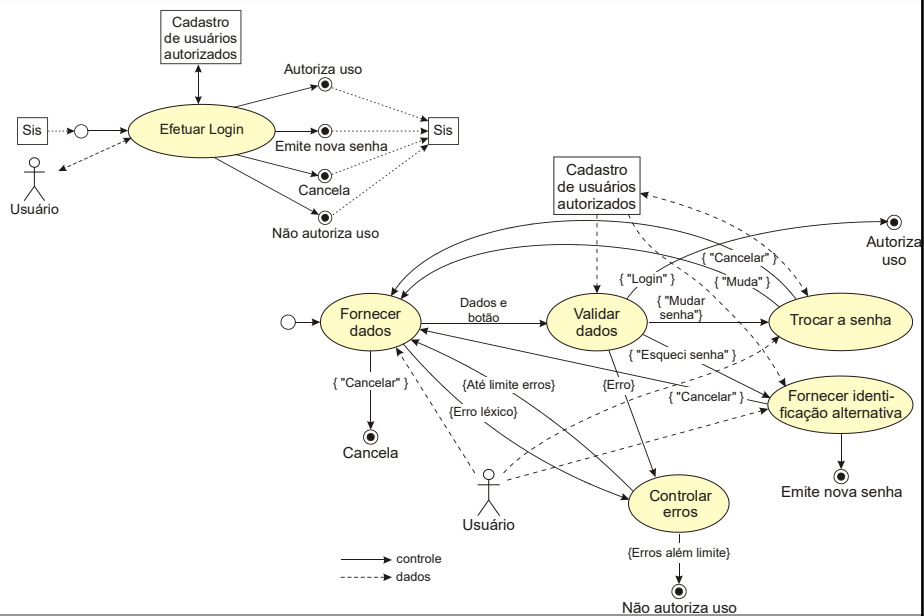 Cadastro
de usuários
autorizados
Autoriza uso
Sis
Efetuar Login
Sis
Emite nova senha
Cancela
Usuário
Não autoriza uso
Cadastro
de usuários
autorizados
Autoriza
uso
{ "Cancelar" }
{ "Login" }
{ "Muda" }
Fornecer
dados
Dados e
botão
Validar
dados
{ "Mudar
senha"}
Trocar a senha
{ "Esqueci senha" }
{ "Cancelar" }
{Até limite erros}
{Erro}
{ "Cancelar" }
Fornecer identi-
ficação alternativa
{Erro léxico}
Cancela
Emite nova senha
Controlar
erros
Usuário
{Erros além limite}
controle
dados
Não autoriza uso